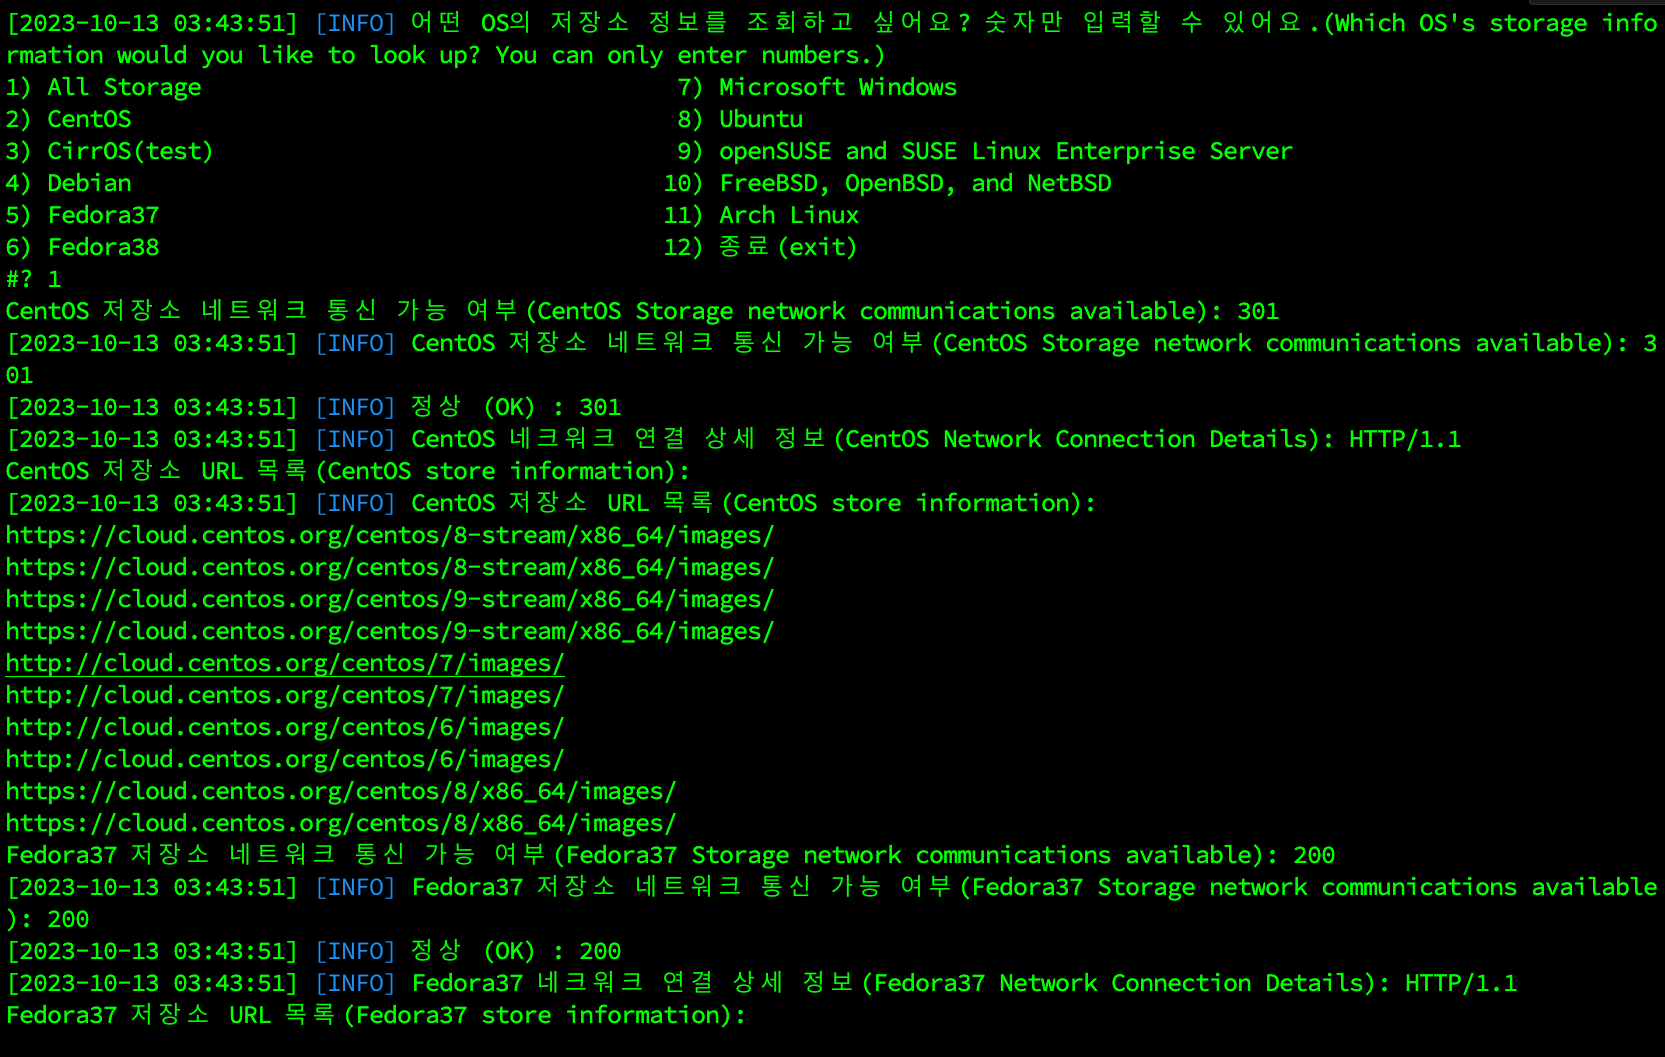 [2023-10-13 03:43:51] [INFO] 어떤 OS의 저장소 정보를 조회하고 싶어요? 숫자만 입력할 수 있어요.(Which OS's storage info
rmation would you like to look up? You can only enter numbers.)
1) All Storage 7) Microsoft Windows
2) CentOS 8) Ubuntu
3) CirrOS(test) 9) openSUSE and SUSE Linux Enterprise Server
4) Debian 10) FreeBSD, OpenBSD, and NetBSD
5) Fedora37 11) Arch Linux
6) Fedora38 12) 종료(exit)
#? 1
CentOS 저장소 네트워크 통신 가능 여부(CentOS Storage network communications available): 301
[2023-10-13 03:43:51] [INFO] CentOS 저장소 네트워크 통신 가능 여부(CentOS Storage network communications available): 3
01
[2023-10-13 03:43:51] [INFO] 정상 (OK) : 301
[2023-10-13 03:43:51] [INFO] CentOS 네크워크 연결 상세 정보(CentOS Network Connection Details): HTTP/1.1
CentOS 저장소 URL 목록(CentOS store information):
[2023-10-13 03:43:51] [INFO] CentOS 저장소 URL 목록(CentOS store information):
https://cloud.centos.org/centos/8-stream/x86_64/images/
https://cloud.centos.org/centos/8-stream/x86_64/images/
https://cloud.centos.org/centos/9-stream/x86_64/images/
https://cloud.centos.org/centos/9-stream/x86_64/images/
http://cloud.centos.org/centos/7/images/
http://cloud.centos.org/centos/7/images/
http://cloud.centos.org/centos/6/images/
http://cloud.centos.org/centos/6/images/
https://cloud.centos.org/centos/8/x86_64/images/
https://cloud.centos.org/centos/8/x86_64/images/
Fedora37 저장소 네트워크 통신 가능 여부(Fedora37 Storage network communications available): 200
[2023-10-13 03:43:51] [INFO] Fedora37 저장소 네트워크 통신 가능 여부(Fedora37 Storage network communications available
): 200
[2023-10-13 03:43:51] [INFO] 정상 (OK) : 200
[2023-10-13 03:43:51] [INFO] Fedora37 네크워크 연결 상세 정보(Fedora37 Network Connection Details): HTTP/1.1
Fedora37 저장소 URL 목록(Fedora37 store information):